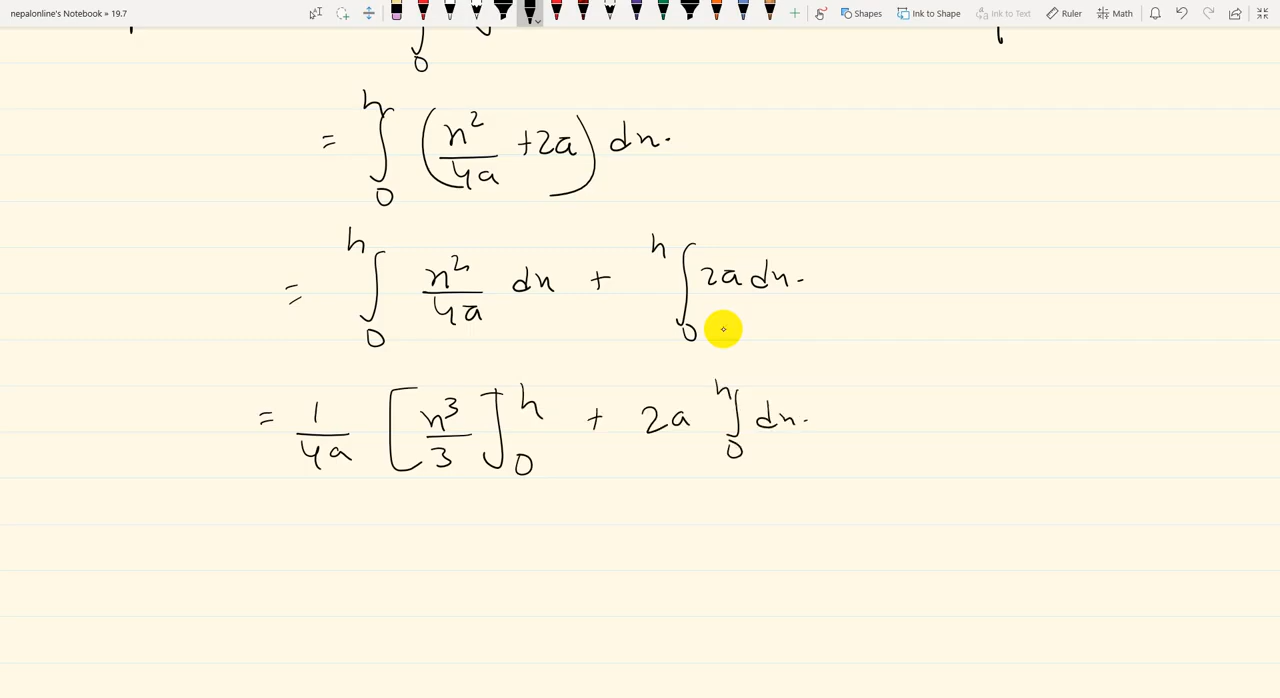 nepalonline's Notebook » 19.7
Shapes Ink to Shape Ink to Text Ruler Math
0
= ∫₀ʰ (x²/4a + 2a) dx.
= ∫₀ʰ x²/4a dx + ∫₀ʰ 2a dx.
= 1/4a [x³/3]₀ʰ + 2a ∫₀ʰ dx.